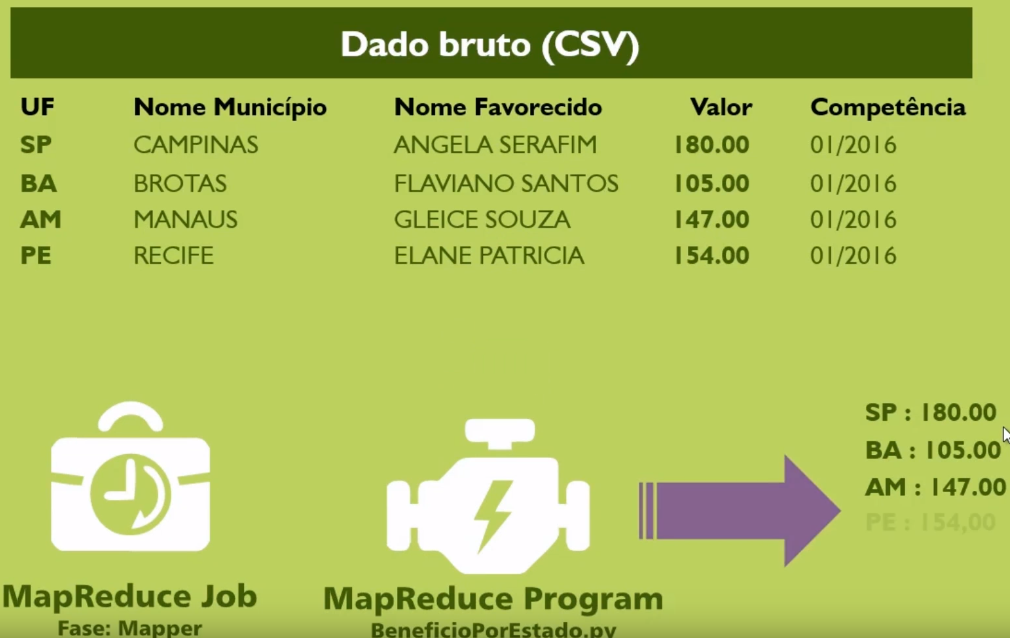 Dado bruto (CSV)
UF Nome Município Nome Favorecido Valor Competência
SP CAMPINAS ANGELA SERAFIM 180.00 01/2016
BA BROTAS FLAVIANO SANTOS 105.00 01/2016
AM MANAUS GLEICE SOUZA 147.00 01/2016
PE RECIFE ELANE PATRICIA 154.00 01/2016
SP : 180.00
BA : 105.00
AM : 147.00
PE : 154,00
MapReduce Job
Fase: Mapper
MapReduce Program
BeneficioPorEstado.py